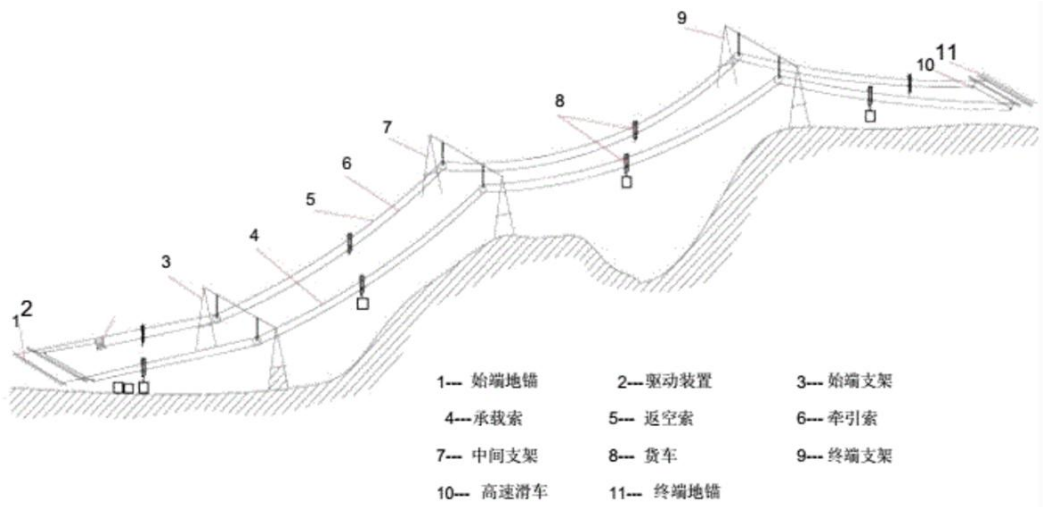 9
11
10
8
7
6
5
4
3
2
1
1--- 始端地锚 2---驱动装置 3--- 始端支架
4---承载索 5--- 返空索 6--- 牵引索
7--- 中间支架 8--- 货车 9--- 终端支架
10--- 高速滑车 11--- 终端地锚